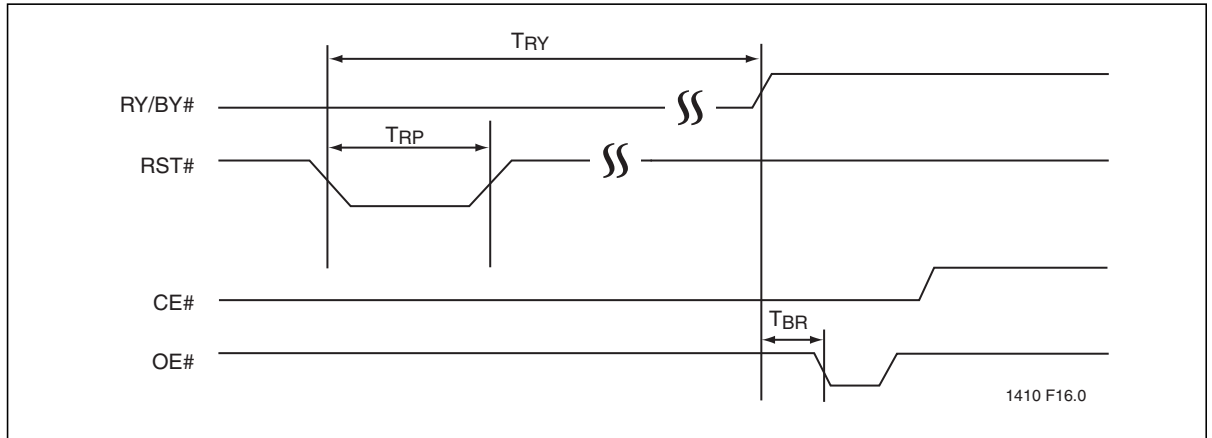 TRY
RY/BY#
TRP
RST#
CE#
TBR
OE#
1410 F16.0